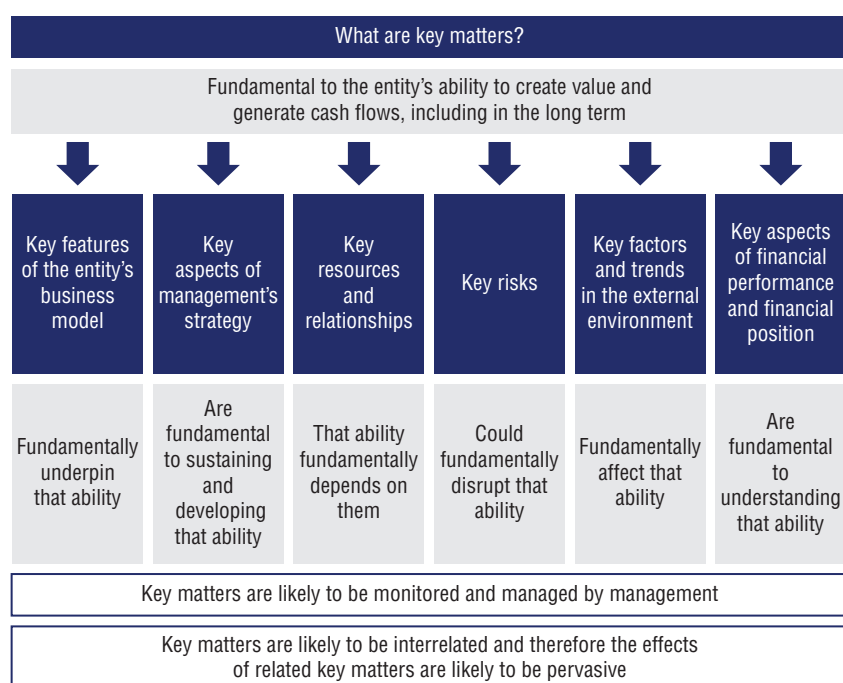 What are key matters?
Fundamental to the entity's ability to create value and
generate cash flows, including in the long term
Key features
of the entity's
business
model
Key
aspects of
management's
strategy
Key
resources
and
relationships
Key risks
Key factors
and trends
in the external
environment
Key aspects
of financial
performance
and financial
position
Fundamentally
underpin
that ability
Are
fundamental
to sustaining
and
developing
that ability
That ability
fundamentally
depends on
them
Could
fundamentally
disrupt that
ability
Fundamentally
affect that
ability
Are
fundamental
to
understanding
that ability
Key matters are likely to be monitored and managed by management
Key matters are likely to be interrelated and therefore the effects
of related key matters are likely to be pervasive